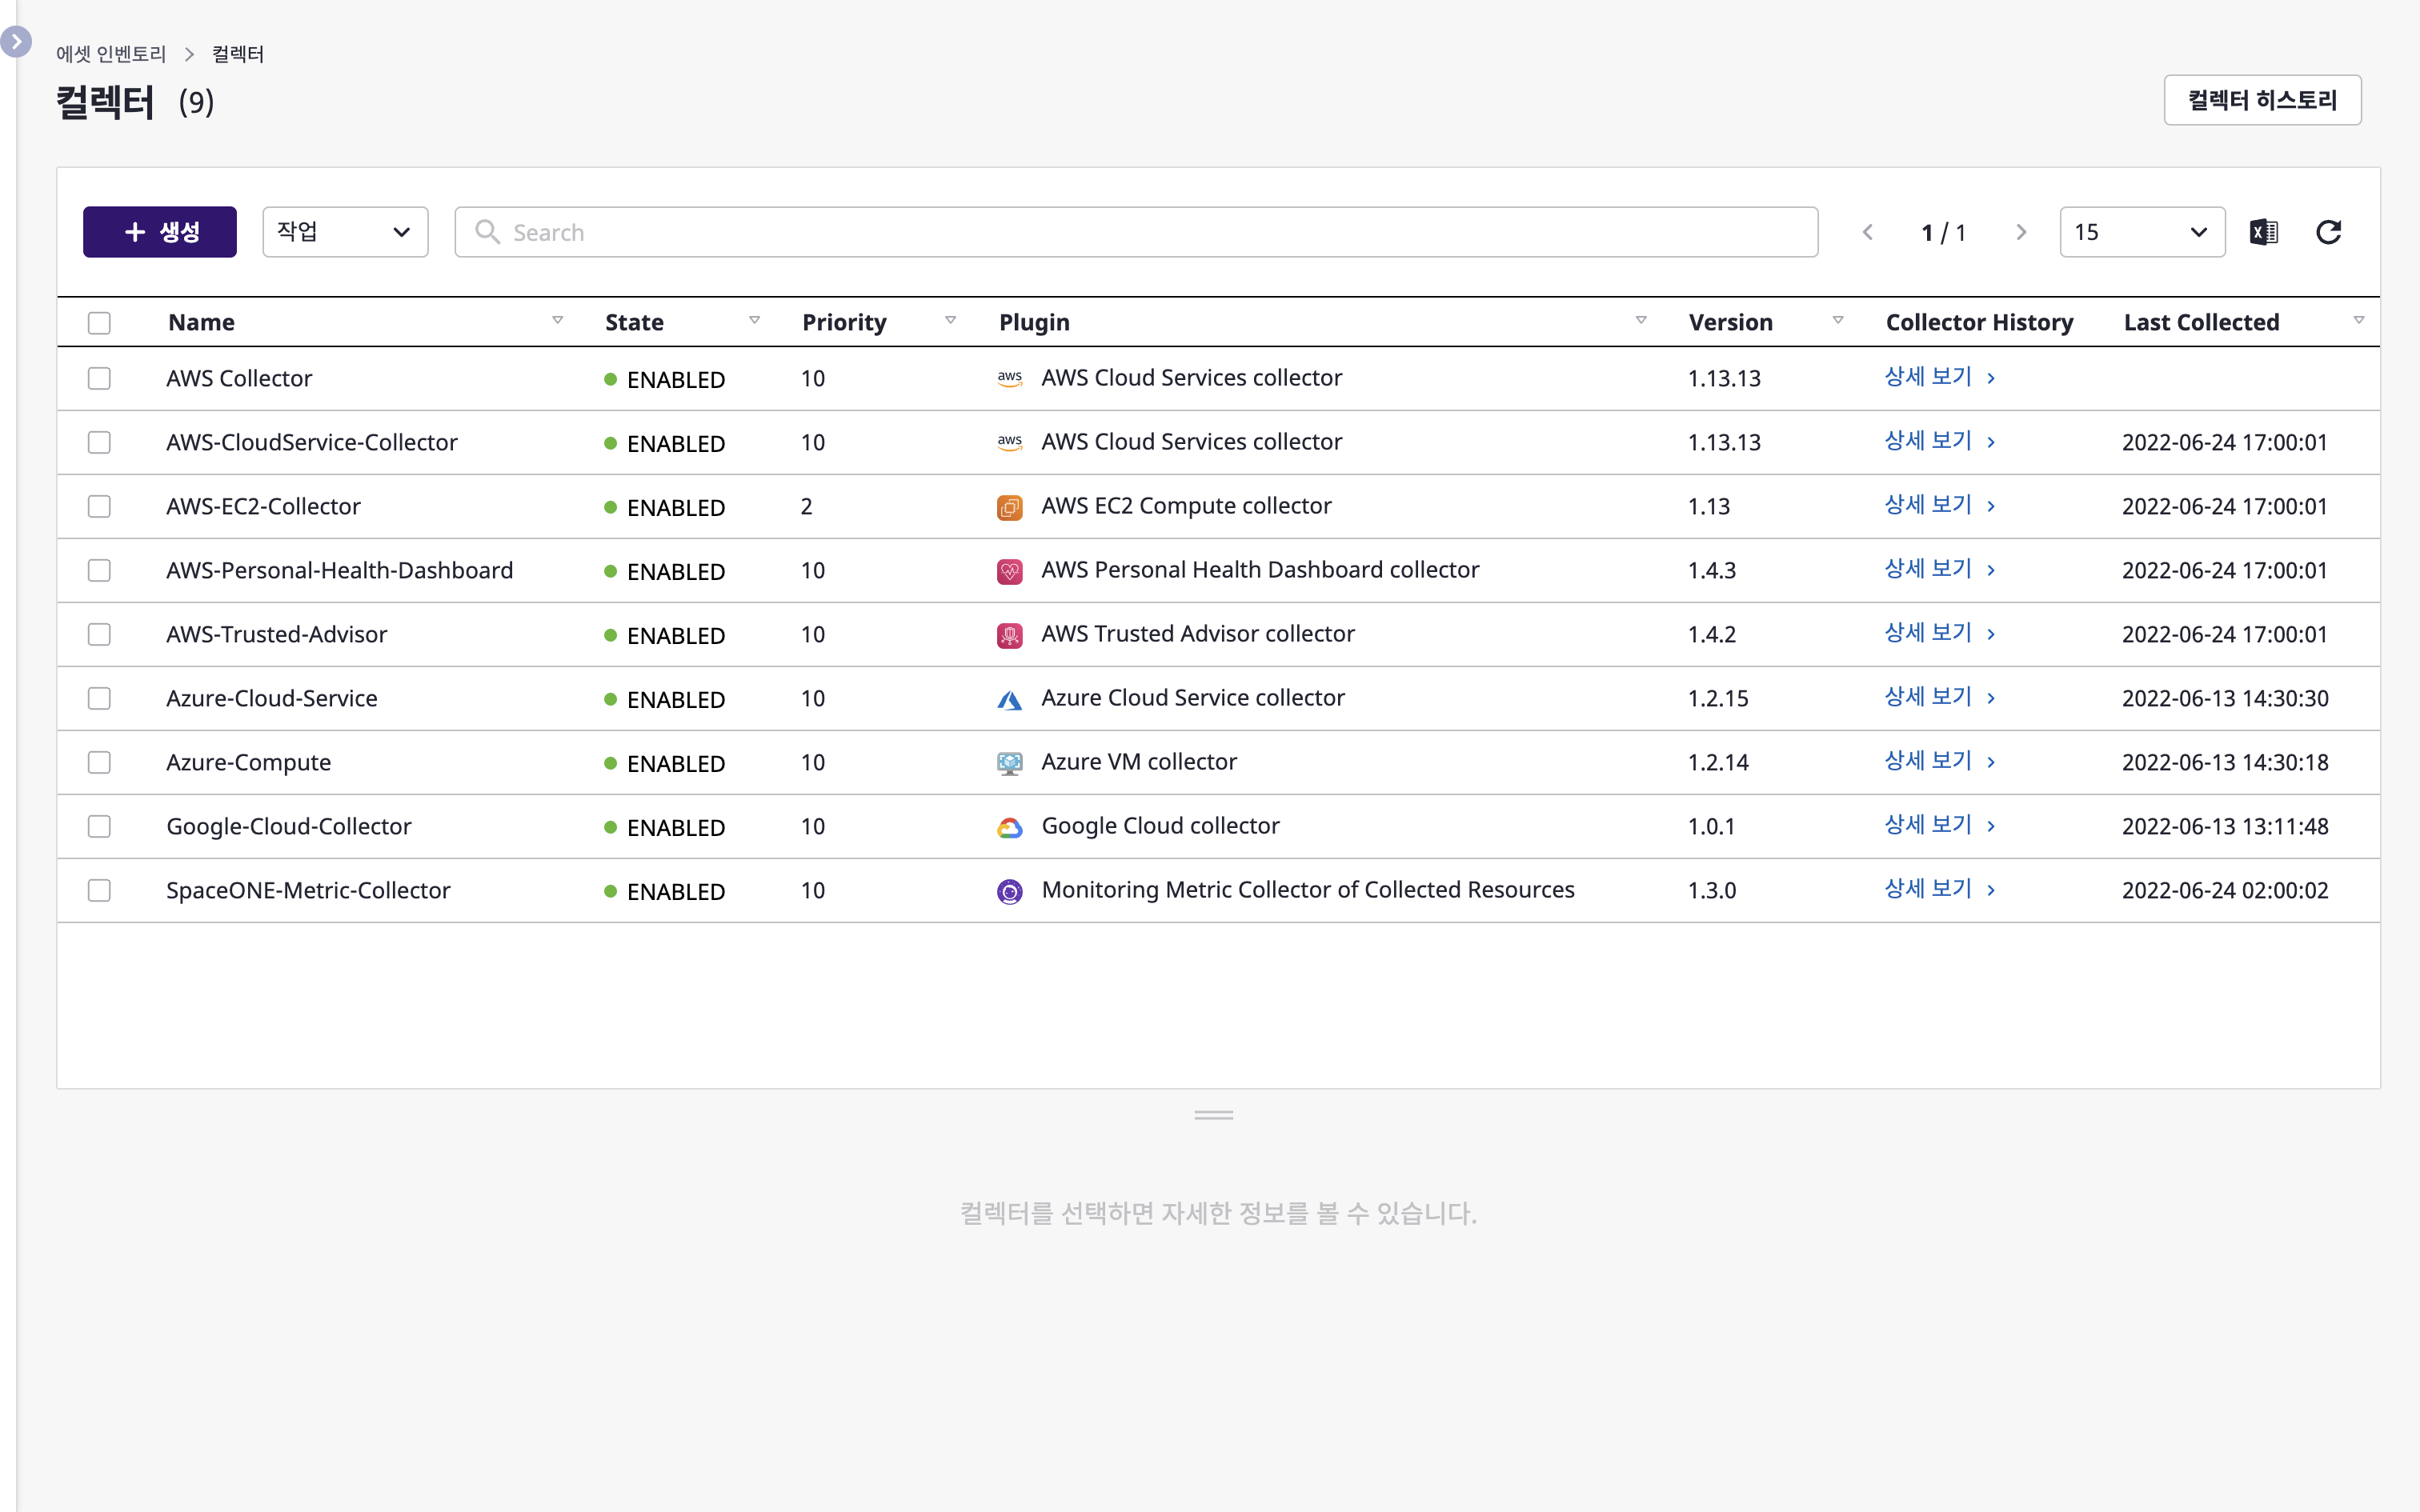 에셋 인벤토리 > 컬렉터
컬렉터 (9)
컬렉터 히스토리
+ 생성 작업 Search 1 / 1 15
Name State Priority Plugin Version Collector History Last Collected
AWS Collector ENABLED 10 aws AWS Cloud Services collector 1.13.13 상세 보기 >
AWS-CloudService-Collector ENABLED 10 aws AWS Cloud Services collector 1.13.13 상세 보기 > 2022-06-24 17:00:01
AWS-EC2-Collector ENABLED 2 AWS EC2 Compute collector 1.13 상세 보기 > 2022-06-24 17:00:01
AWS-Personal-Health-Dashboard ENABLED 10 AWS Personal Health Dashboard collector 1.4.3 상세 보기 > 2022-06-24 17:00:01
AWS-Trusted-Advisor ENABLED 10 AWS Trusted Advisor collector 1.4.2 상세 보기 > 2022-06-24 17:00:01
Azure-Cloud-Service ENABLED 10 Azure Cloud Service collector 1.2.15 상세 보기 > 2022-06-13 14:30:30
Azure-Compute ENABLED 10 Azure VM collector 1.2.14 상세 보기 > 2022-06-13 14:30:18
Google-Cloud-Collector ENABLED 10 Google Cloud collector 1.0.1 상세 보기 > 2022-06-13 13:11:48
SpaceONE-Metric-Collector ENABLED 10 Monitoring Metric Collector of Collected Resources 1.3.0 상세 보기 > 2022-06-24 02:00:02
컬렉터를 선택하면 자세한 정보를 볼 수 있습니다.